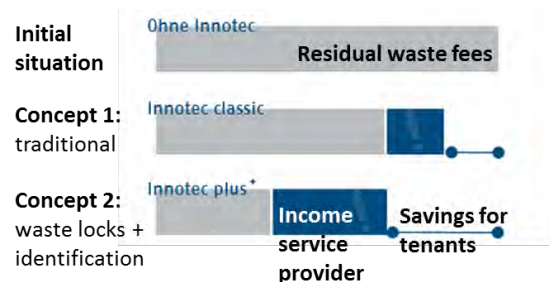 Initial situation
Ohne Innotec
Residual waste fees
Concept 1:
traditional
Innotec classic
Concept 2:
waste locks +
identification
Innotec plus+
Income
service
provider
Savings for
tenants